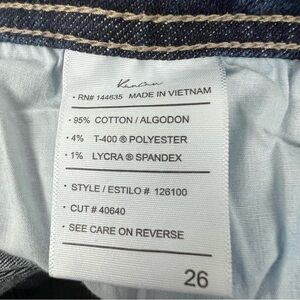 KanCan
· RN# 144635 MADE IN VIETNAM
· 95% COTTON / ALGODON
· 4% T-400 ® POLYESTER
· 1% LYCRA ® SPANDEX
· STYLE / ESTILO # 126100
· CUT # 40640
· SEE CARE ON REVERSE
26